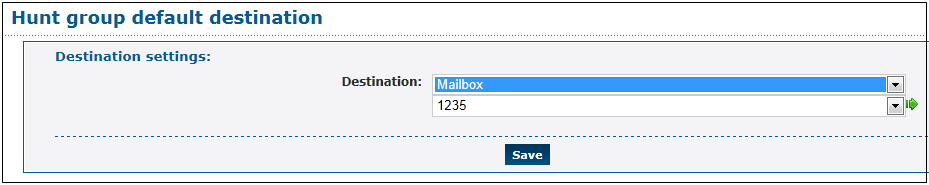 Hunt group default destination
Destination settings:
Destination: Mailbox
1235
Save